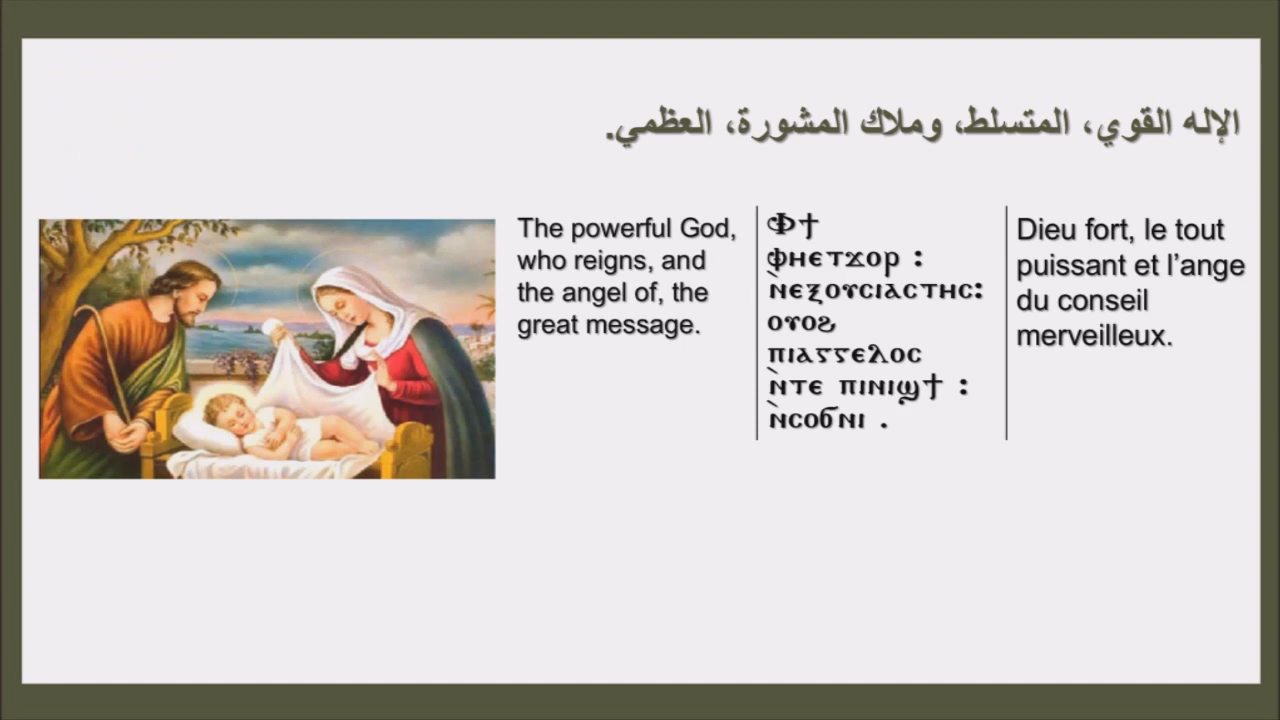 الإله القوي، المتسلط، وملاك المشورة، العظمي.
The powerful God,
who reigns, and
the angel of, the
great message.
Ⲫϯ
ⲫⲏⲉⲧϫⲟⲣ :
ⲛ̀ⲉⲝⲟⲩⲥⲓⲁⲥⲧⲏⲥ:
ⲟⲩⲟϩ
ⲡⲓⲁⲅⲅⲉⲗⲟⲥ
ⲛ̀ⲧⲉ ⲡⲓⲛⲓϣϯ :
ⲛ̀ⲥⲟϭⲛⲓ .
Dieu fort, le tout
puissant et l’ange
du conseil
merveilleux.